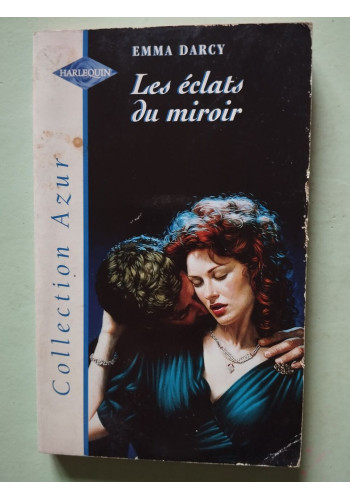 EMMA DARCY
HARLEQUIN
Les éclats
du miroir
Collection Azur